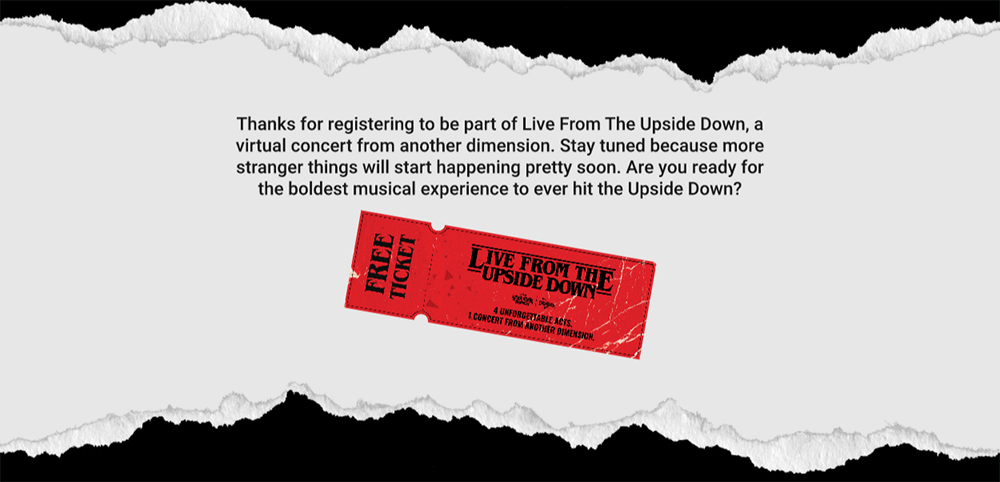 Thanks for registering to be part of Live From The Upside Down, a
virtual concert from another dimension. Stay tuned because more
stranger things will start happening pretty soon. Are you ready for
the boldest musical experience to ever hit the Upside Down?
FREE
TICKET
LIVE FROM THE
UPSIDE DOWN
4 UNFORGETTABLE ACTS.
1 CONCERT FROM ANOTHER DIMENSION.